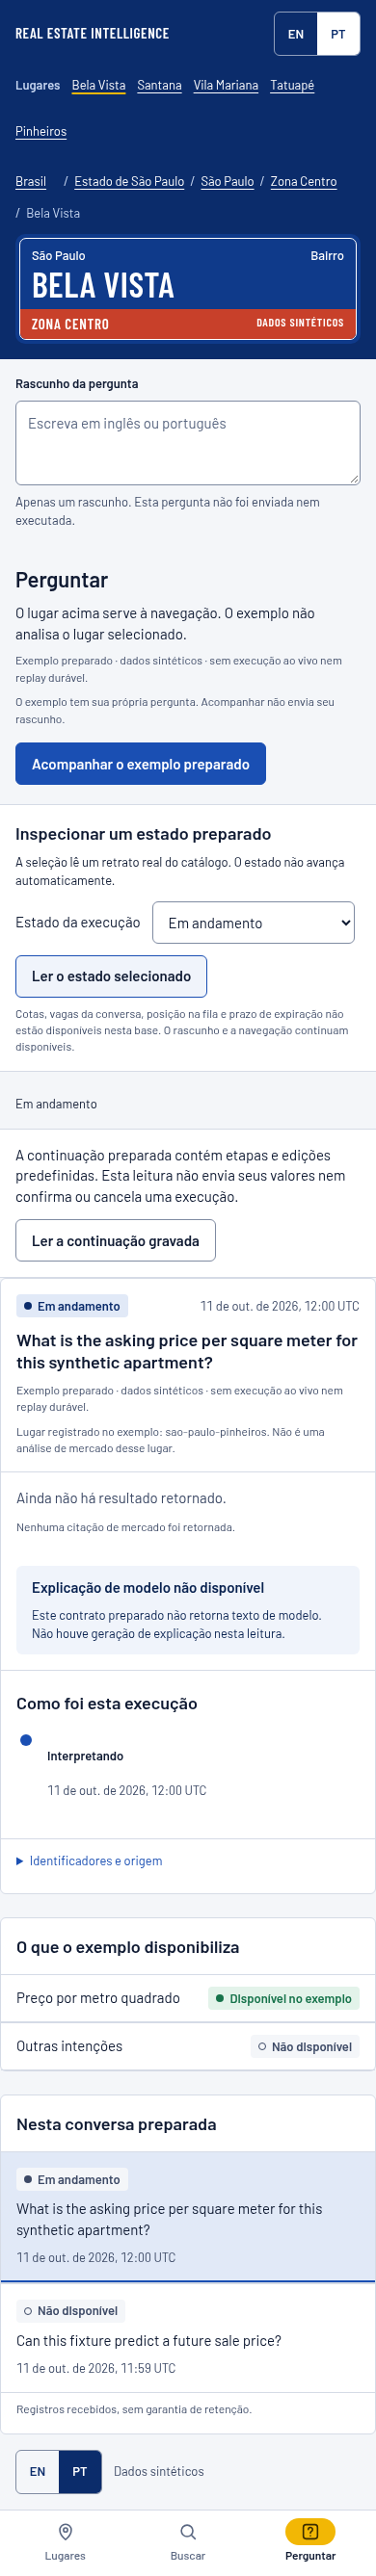 REAL ESTATE INTELLIGENCE
EN PT
Lugares Bela Vista Santana Vila Mariana Tatuapé
Pinheiros
Brasil / Estado de São Paulo / São Paulo / Zona Centro
/ Bela Vista
São Paulo Bairro
BELA VISTA
ZONA CENTRO DADOS SINTÉTICOS
Rascunho da pergunta
Escreva em inglês ou português
Apenas um rascunho. Esta pergunta não foi enviada nem
executada.
Perguntar
O lugar acima serve à navegação. O exemplo não
analisa o lugar selecionado.
Exemplo preparado · dados sintéticos · sem execução ao vivo nem
replay durável.
O exemplo tem sua própria pergunta. Acompanhar não envia seu
rascunho.
Acompanhar o exemplo preparado
Inspecionar um estado preparado
A seleção lê um retrato real do catálogo. O estado não avança
automaticamente.
Estado da execução Em andamento
Ler o estado selecionado
Cotas, vagas da conversa, posição na fila e prazo de expiração não
estão disponíveis nesta base. O rascunho e a navegação continuam
disponíveis.
Em andamento
A continuação preparada contém etapas e edições
predefinidas. Esta leitura não envia seus valores nem
confirma ou cancela uma execução.
Ler a continuação gravada
Em andamento 11 de out. de 2026, 12:00 UTC
What is the asking price per square meter for
this synthetic apartment?
Exemplo preparado · dados sintéticos · sem execução ao vivo nem
replay durável.
Lugar registrado no exemplo: sao-paulo-pinheiros. Não é uma
análise de mercado desse lugar.
Ainda não há resultado retornado.
Nenhuma citação de mercado foi retornada.
Explicação de modelo não disponível
Este contrato preparado não retorna texto de modelo.
Não houve geração de explicação nesta leitura.
Como foi esta execução
Interpretando
11 de out. de 2026, 12:00 UTC
Identificadores e origem
O que o exemplo disponibiliza
Preço por metro quadrado Disponível no exemplo
Outras intenções Não disponível
Nesta conversa preparada
Em andamento
What is the asking price per square meter for this
synthetic apartment?
11 de out. de 2026, 12:00 UTC
Não disponível
Can this fixture predict a future sale price?
11 de out. de 2026, 11:59 UTC
Registros recebidos, sem garantia de retenção.
EN PT Dados sintéticos
Lugares Buscar Perguntar